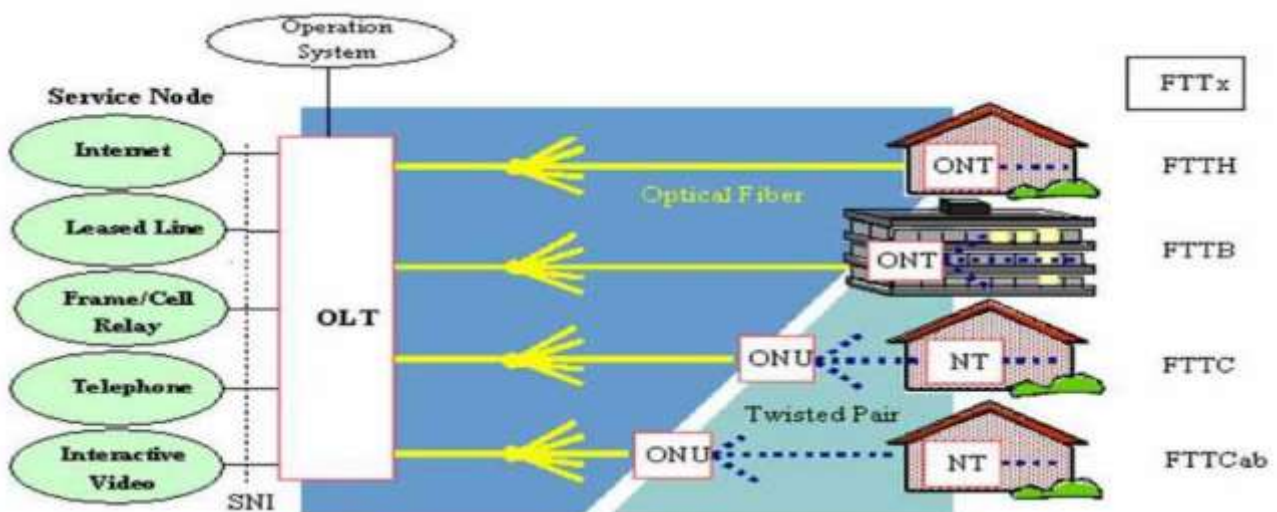 Operation
System
Service Node
FTTx
Internet
ONT
FTTH
Optical Fiber
Leased Line
ONT
FTTB
Frame/Cell
Relay
OLT
ONU
NT
FTTC
Telephone
Twisted Pair
Interactive
Video
ONU
NT
FTTCab
SNI